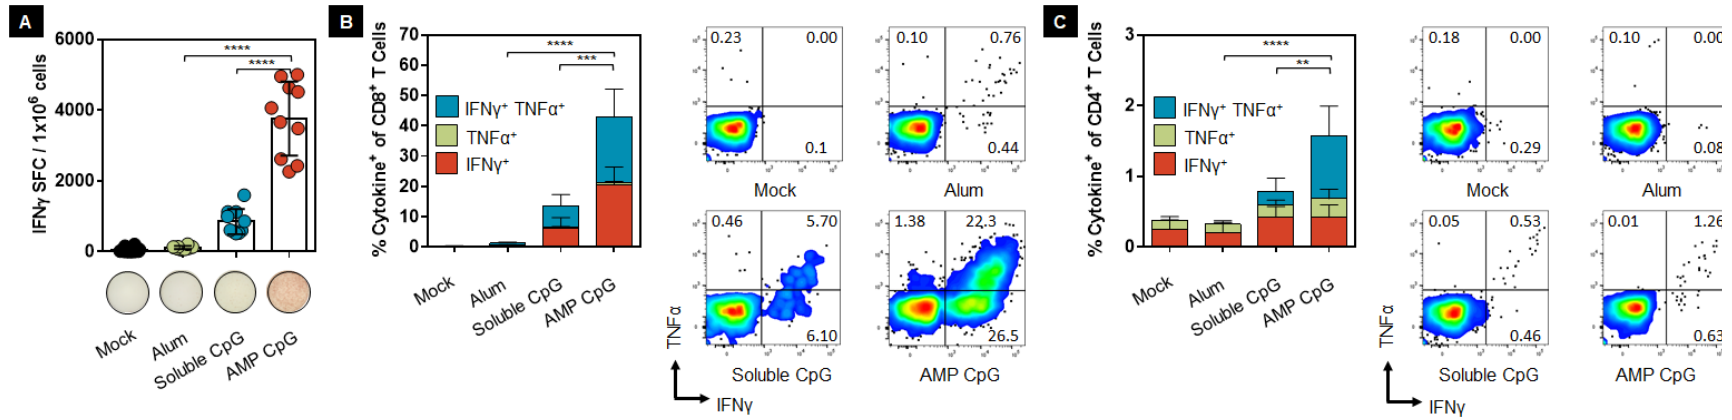 A
IFNγ SFC / 1x10⁶ cells
6000
4000
2000
0
****
****
Mock
Alum
Soluble CpG
AMP CpG
B
% Cytokine⁺ of CD8⁺ T Cells
70
60
50
40
30
20
10
0
****
***
IFNγ⁺ TNFα⁺
TNFα⁺
IFNγ⁺
Mock
Alum
Soluble CpG
AMP CpG
0.23 0.00
0.1
Mock
0.10 0.76
0.44
Alum
0.46 5.70
6.10
Soluble CpG
1.38 22.3
26.5
AMP CpG
TNFα
IFNγ
C
% Cytokine⁺ of CD4⁺ T Cells
3
2
1
0
****
**
IFNγ⁺ TNFα⁺
TNFα⁺
IFNγ⁺
Mock
Alum
Soluble CpG
AMP CpG
0.18 0.00
0.29
Mock
0.10 0.00
0.08
Alum
0.05 0.53
0.46
Soluble CpG
0.01 1.26
0.63
AMP CpG
TNFα
IFNγ